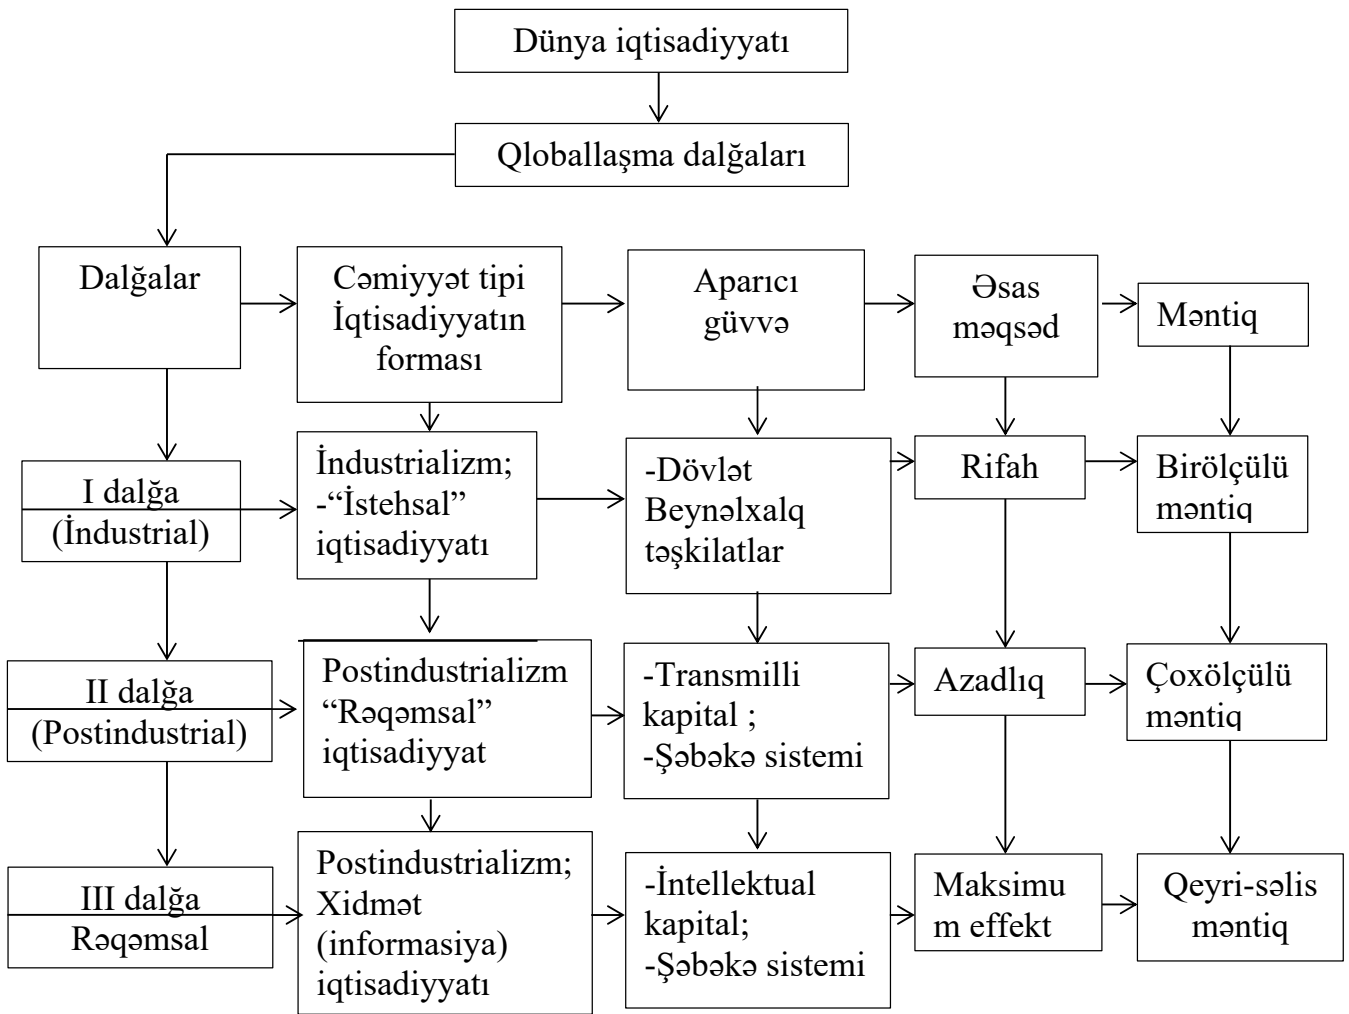 Dünya iqtisadiyyatı
Qloballaşma dalğaları
Dalğalar
Cəmiyyət tipi
İqtisadiyyatın
forması
Aparıcı
güvvə
Əsas
məqsəd
Məntiq
I dalğa
(İndustrial)
İndustrializm;
-“İstehsal”
iqtisadiyyatı
-Dövlət
Beynəlxalq
təşkilatlar
Rifah
Birölçülü
məntiq
II dalğa
(Postindustrial)
Postindustrializm
“Rəqəmsal”
iqtisadiyyat
-Transmilli
kapital ;
-Şəbəkə sistemi
Azadlıq
Çoxölçülü
məntiq
III dalğa
Rəqəmsal
Postindustrializm;
Xidmət
(informasiya)
iqtisadiyyatı
-İntellektual
kapital;
-Şəbəkə sistemi
Maksimu
m effekt
Qeyri-səlis
məntiq